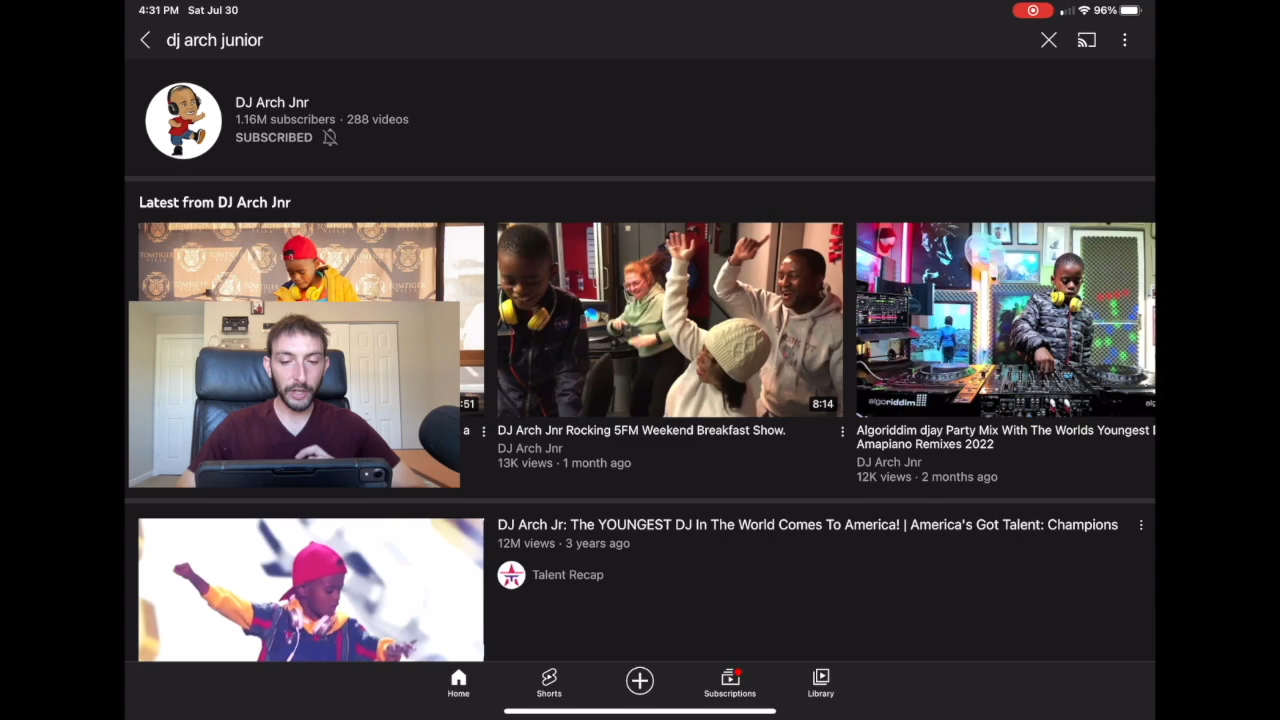 4:31 PM Sat Jul 30
96%
dj arch junior
DJ Arch Jnr
1.16M subscribers · 288 videos
SUBSCRIBED
Latest from DJ Arch Jnr
TOMTIGER
:51
8:14
algoriddim
a
DJ Arch Jnr Rocking 5FM Weekend Breakfast Show.
DJ Arch Jnr
13K views · 1 month ago
Algoriddim djay Party Mix With The Worlds Youngest
Amapiano Remixes 2022
DJ Arch Jnr
12K views · 2 months ago
DJ Arch Jr: The YOUNGEST DJ In The World Comes To America! | America's Got Talent: Champions
12M views · 3 years ago
Talent Recap
Home
Shorts
Subscriptions
Library